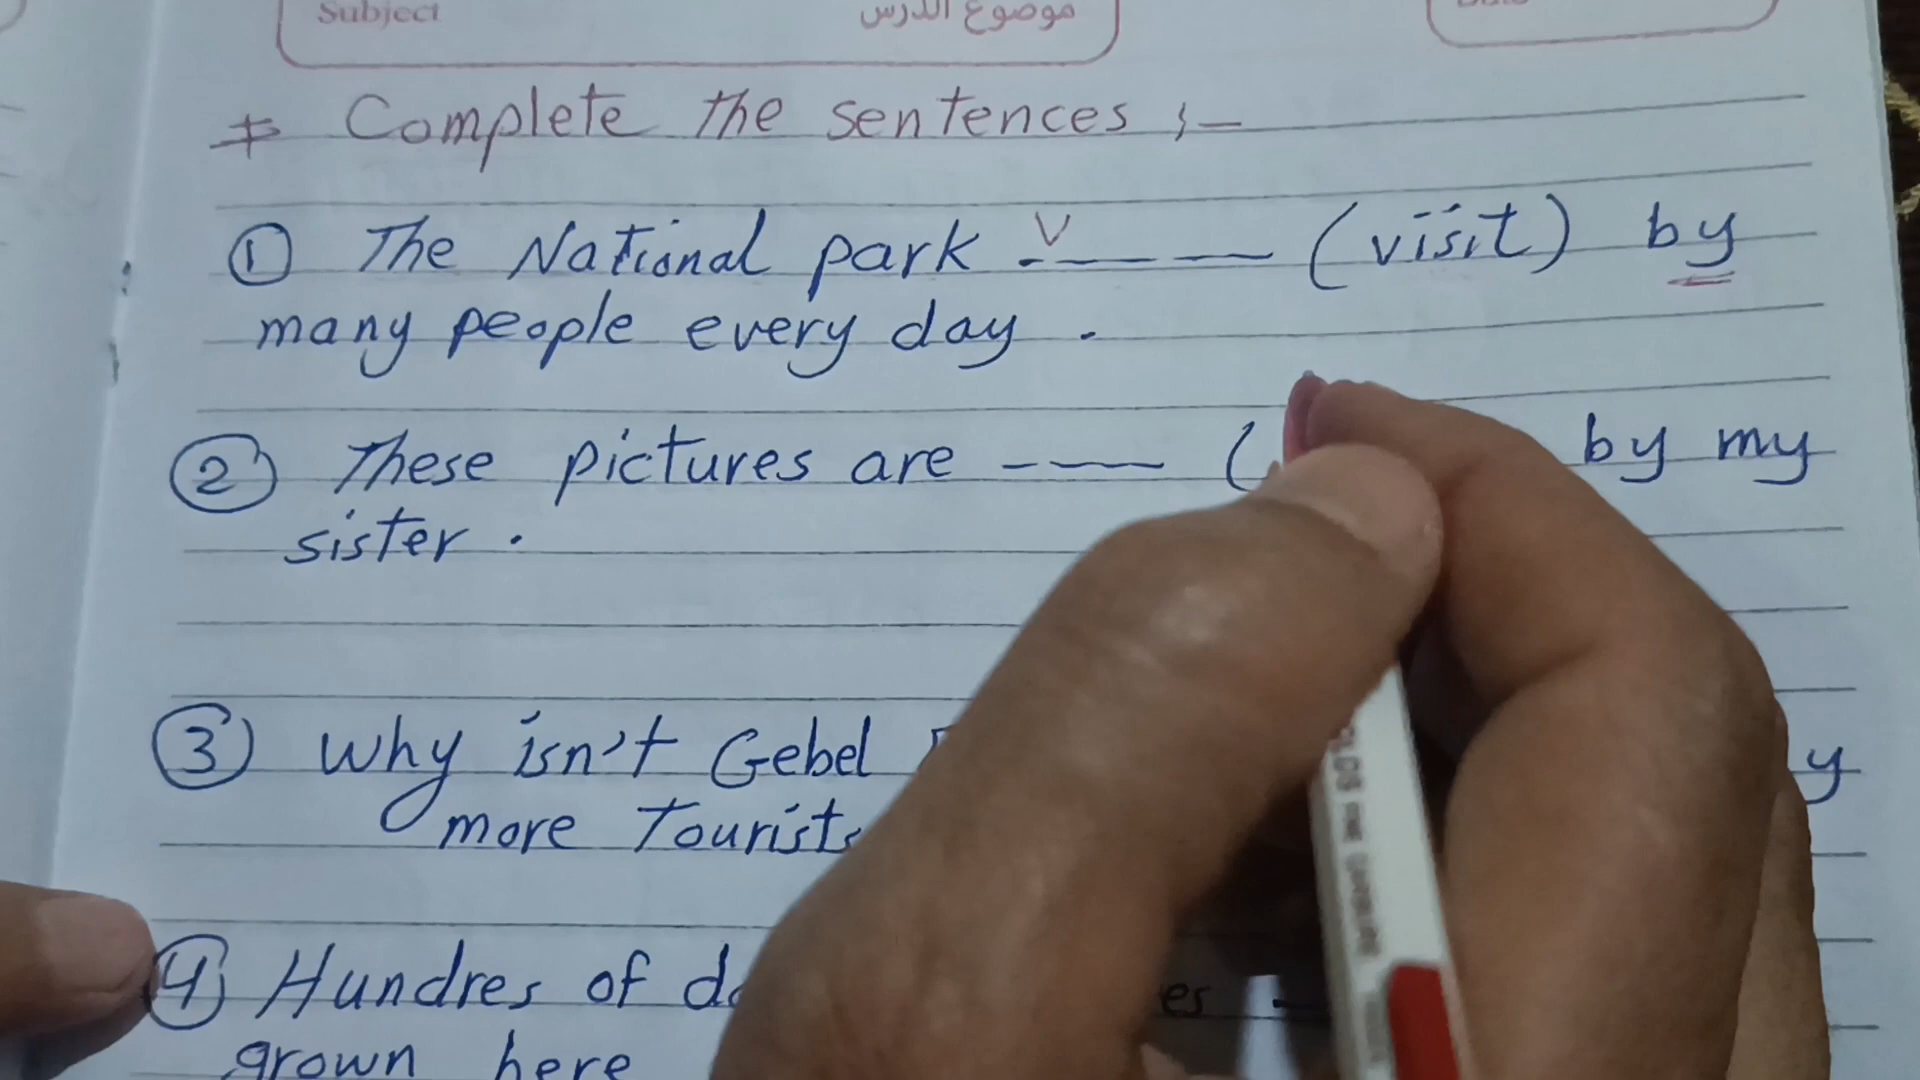 Subject موضوع الدرس
* Complete the sentences :-
① The National park ------ (visit) by
many people every day .
② These pictures are ---- ( by my
sister .
③ Why isn't Gebel y
more Tourists
④ Hundres of es
grown here